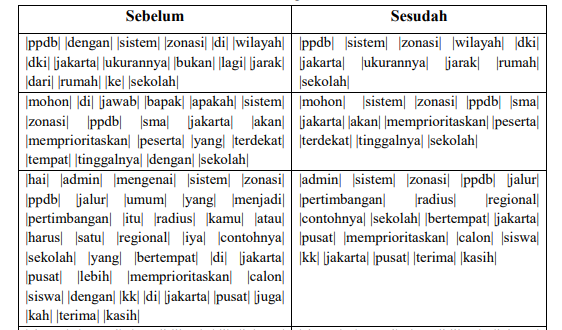 Sebelum
Sesudah
|ppdb| |dengan| |sistem| |zonasi| |di| |wilayah|
|dki| |jakarta| |ukurannya| |bukan| |lagi| |jarak|
|dari| |rumah| |ke| |sekolah|
|ppdb| |sistem| |zonasi| |wilayah| |dki|
|jakarta| |ukurannya| |jarak| |rumah|
|sekolah|
|mohon| |di| |jawab| |bapak| |apakah| |sistem|
|zonasi| |ppdb| |sma| |jakarta| |akan|
|memprioritaskan| |peserta| |yang| |terdekat|
|tempat| |tinggalnya| |dengan| |sekolah|
|mohon| |sistem| |zonasi| |ppdb| |sma|
|jakarta| |akan| |memprioritaskan| |peserta|
|terdekat| |tinggalnya| |sekolah|
|hai| |admin| |mengenai| |sistem| |zonasi|
|ppdb| |jalur| |umum| |yang| |menjadi|
|pertimbangan| |itu| |radius| |kamu| |atau|
|harus| |satu| |regional| |iya| |contohnya|
|sekolah| |yang| |bertempat| |di| |jakarta|
|pusat| |lebih| |memprioritaskan| |calon|
|siswa| |dengan| |kk| |di| |jakarta| |pusat| |juga|
|kah| |terima| |kasih|
|admin| |sistem| |zonasi| |ppdb| |jalur|
|pertimbangan| |radius| |regional|
|contohnya| |sekolah| |bertempat| |jakarta|
|pusat| |memprioritaskan| |calon| |siswa|
|kk| |jakarta| |pusat| |terima| |kasih|